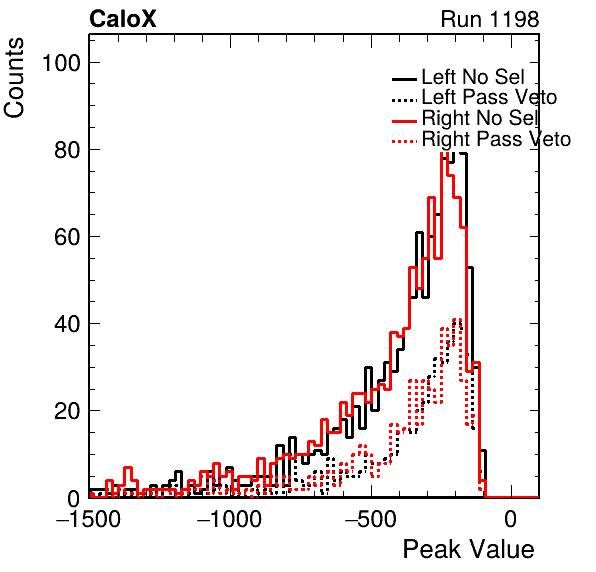 CaloX Run 1198
Counts
100
80
60
40
20
0
Left No Sel
Left Pass Veto
Right No Sel
Right Pass Veto
−1500 −1000 −500 0
Peak Value